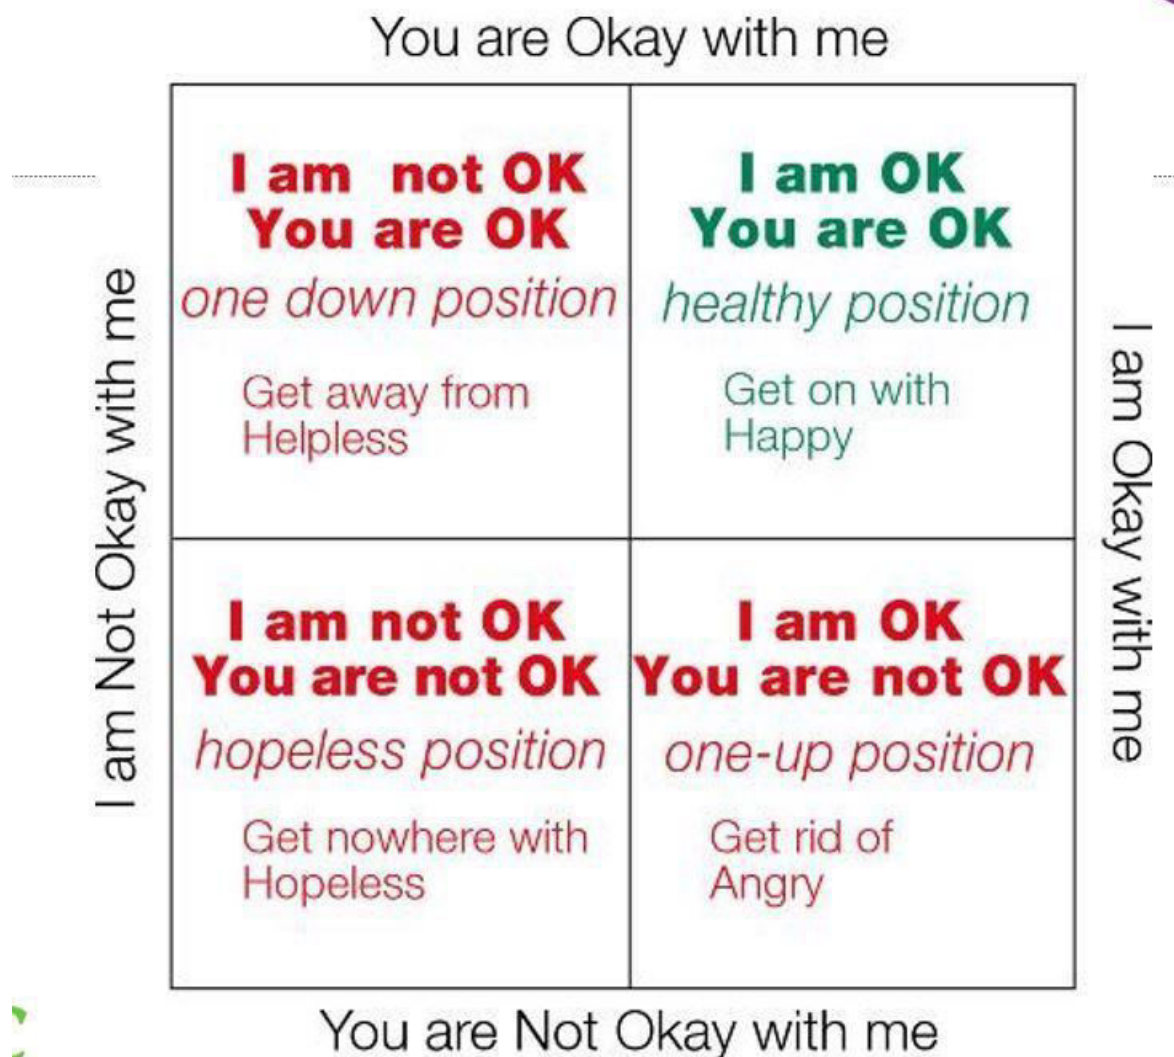 You are Okay with me
I am not OK
You are OK
one down position
Get away from
Helpless
I am OK
You are OK
healthy position
Get on with
Happy
I am Not Okay with me
I am Okay with me
I am not OK
You are not OK
hopeless position
Get nowhere with
Hopeless
I am OK
You are not OK
one-up position
Get rid of
Angry
You are Not Okay with me